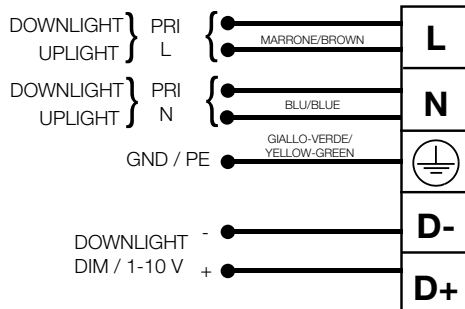 DOWNLIGHT } PRI {
UPLIGHT L
MARRONE/BROWN
L
DOWNLIGHT } PRI {
UPLIGHT N
BLU/BLUE
N
GIALLO-VERDE/
YELLOW-GREEN
GND / PE
DOWNLIGHT -
DIM / 1-10 V +
D-
D+